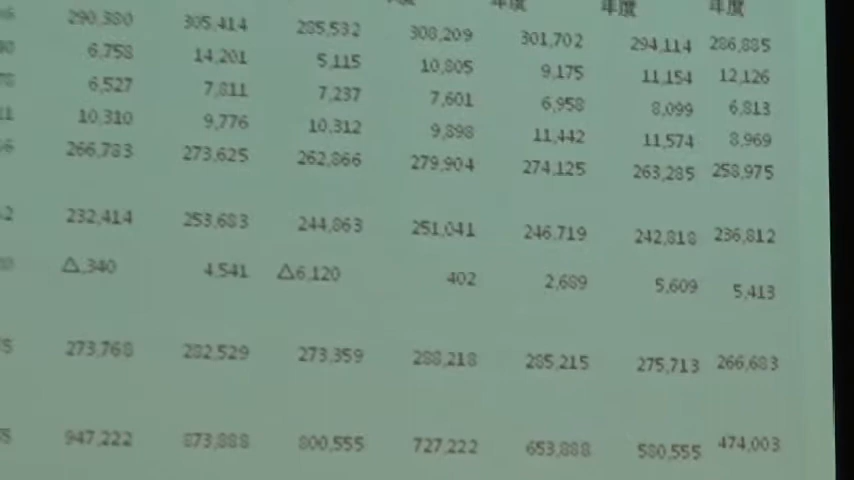 年度 年度 年度
290,380 305,414 285,532 308,209 301,702 294,114 286,885
6,758 14,201 5,115 10,805 9,175 11,154 12,126
6,527 7,811 7,237 7,601 6,958 8,099 6,813
10,310 9,776 10,312 9,898 11,442 11,574 8,969
266,783 273,625 262,866 279,904 274,125 263,285 258,975
232,414 253,683 244,863 251,041 246,719 242,818 236,812
△340 4,541 △6,120 402 2,689 5,609 5,413
273,768 282,529 273,359 288,218 285,215 275,713 266,683
947,222 873,888 800,555 727,222 653,888 580,555 474,003